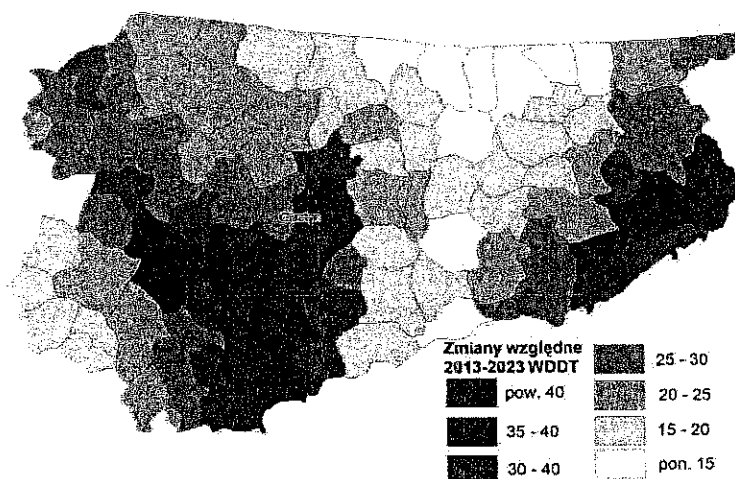 Zmiany względne
2013-2023 WDDT
pow. 40
35 - 40
30 - 40
25 - 30
20 - 25
15 - 20
pon. 15